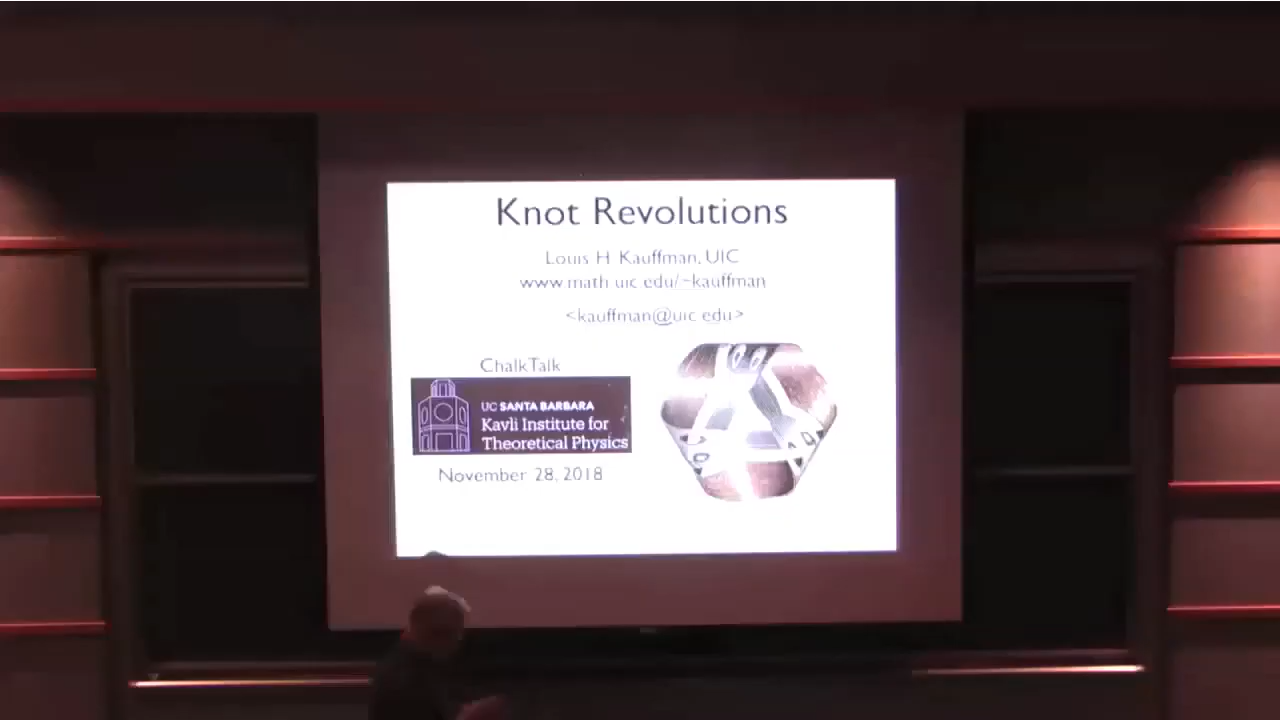 Knot Revolutions
Louis H. Kauffman, UIC
www.math.uic.edu/~kauffman
<kauffman@uic.edu>
ChalkTalk
UC SANTA BARBARA
Kavli Institute for
Theoretical Physics
November 28, 2018